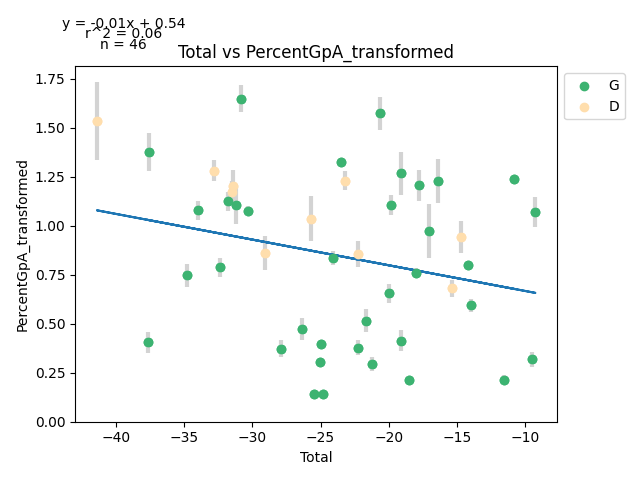 y = -0.01x + 0.54
r^2 = 0.06
n = 46
Total vs PercentGpA_transformed
G
D
PercentGpA_transformed
1.75
1.50
1.25
1.00
0.75
0.50
0.25
0.00
−40 −35 −30 −25 −20 −15 −10
Total